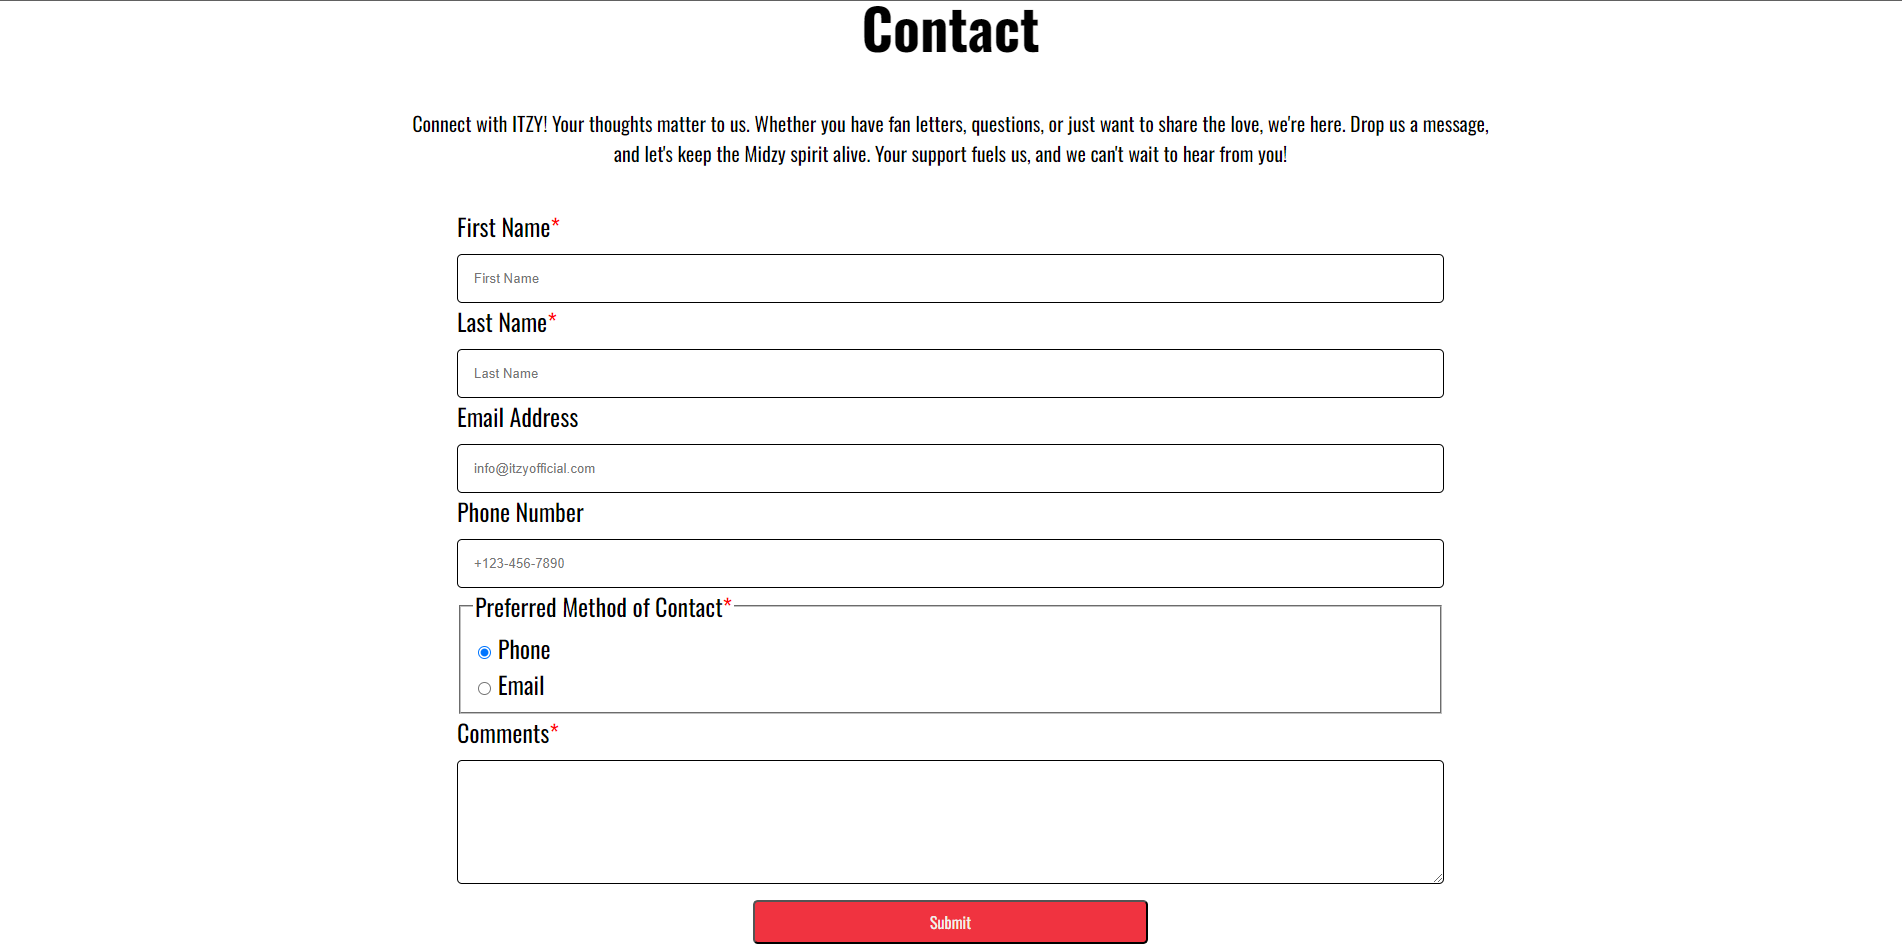 Contact
Connect with ITZY! Your thoughts matter to us. Whether you have fan letters, questions, or just want to share the love, we're here. Drop us a message,
and let's keep the Midzy spirit alive. Your support fuels us, and we can't wait to hear from you!
First Name*
First Name
Last Name*
Last Name
Email Address
info@itzyofficial.com
Phone Number
+123-456-7890
Preferred Method of Contact*
Phone
Email
Comments*
Submit